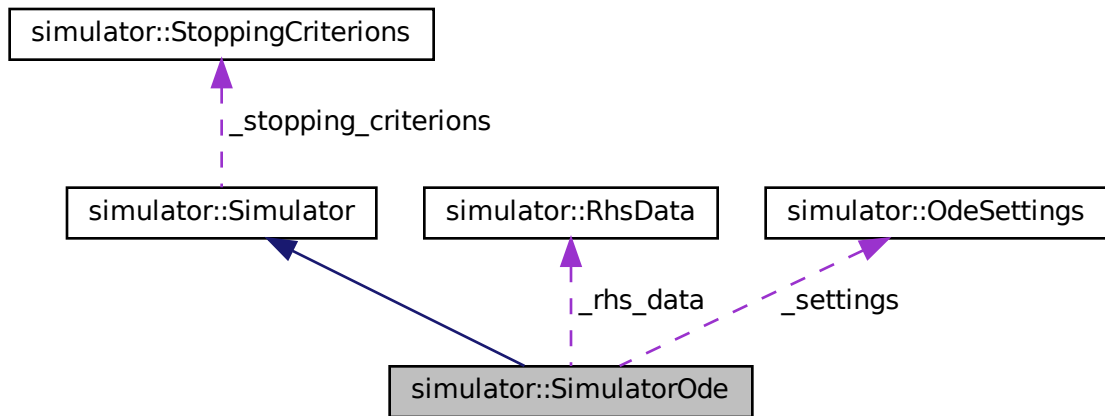 simulator::StoppingCriterions
_stopping_criterions
simulator::Simulator
simulator::RhsData
simulator::OdeSettings
_rhs_data
_settings
simulator::SimulatorOde